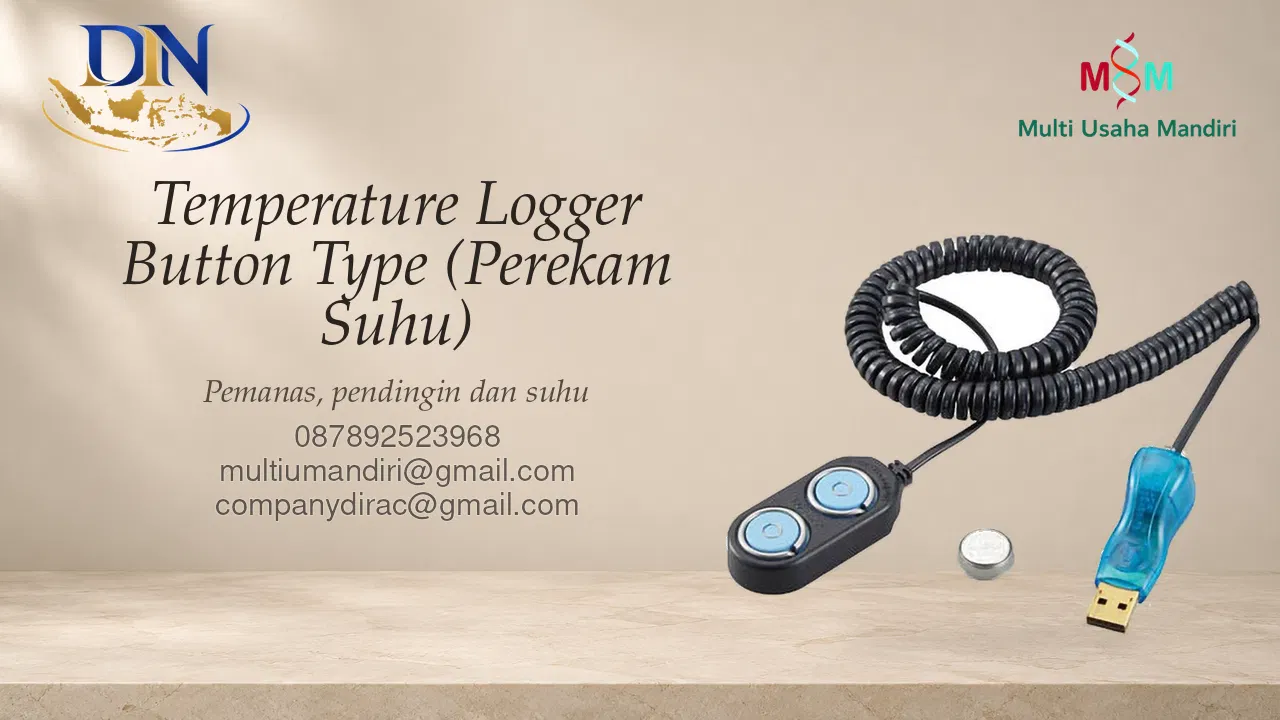 DN
M M
Multi Usaha Mandiri
Temperature Logger
Button Type (Perekam
Suhu)
Pemanas, pendingin dan suhu
087892523968
multiumandiri@gmail.com
companydirac@gmail.com